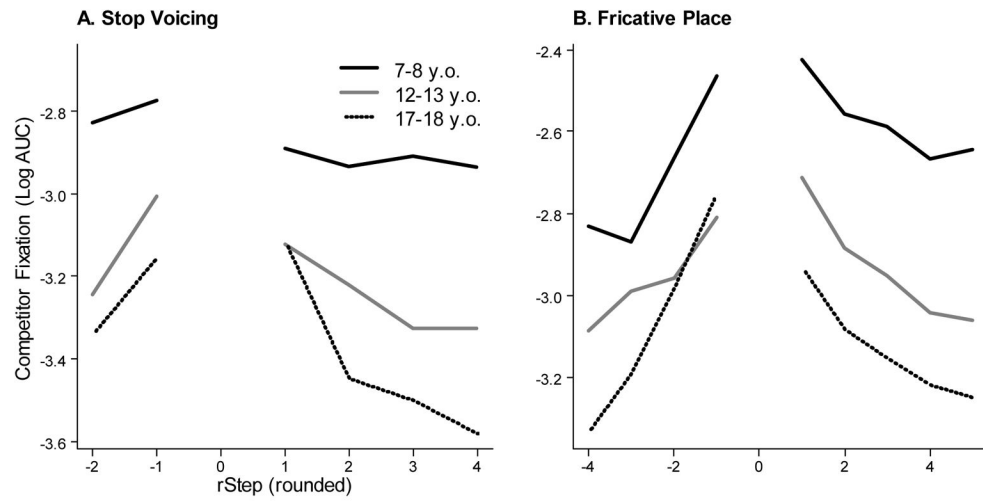 A. Stop Voicing
B. Fricative Place
7-8 y.o.
12-13 y.o.
17-18 y.o.
Competitor Fixation (Log AUC)
-2.8
-3.0
-3.2
-3.4
-3.6
-2 -1 0 1 2 3 4
rStep (rounded)
-2.4
-2.6
-2.8
-3.0
-3.2
-4 -2 0 2 4